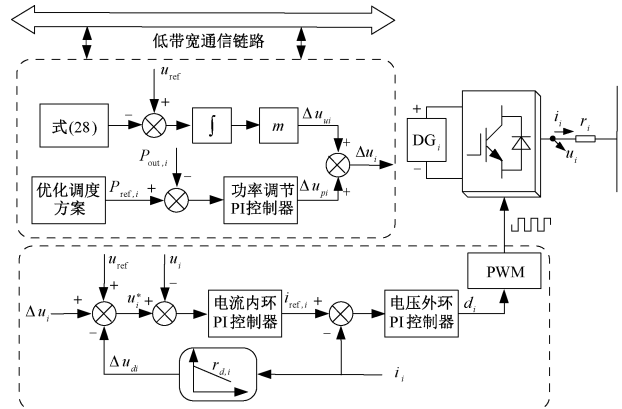 低带宽通信链路
u_ref
+
式(28)
−
∫
m
Δu_ui
+
P_out,i
−
Δu_i
优化调度
方案
P_ref,i
+
功率调节
PI控制器
Δu_pi
+
+
DG_i
−
i_i
r_i
u_i
PWM
u_ref
u_i
+
−
Δu_i
+
u_i^*
+
电流内环
PI控制器
i_ref,i
+
电压外环
PI控制器
d_i
−
−
Δu_di
r_d,i
i_i